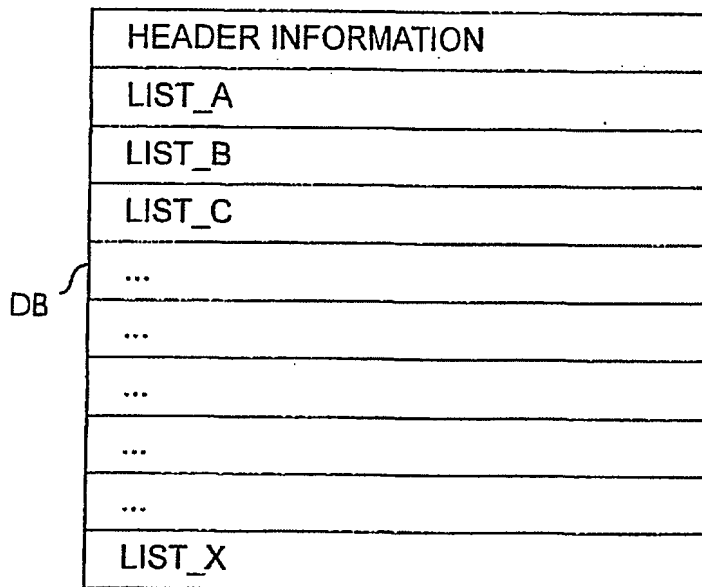 HEADER INFORMATION
LIST_A
LIST_B
LIST_C
...
DB
...
...
...
...
LIST_X